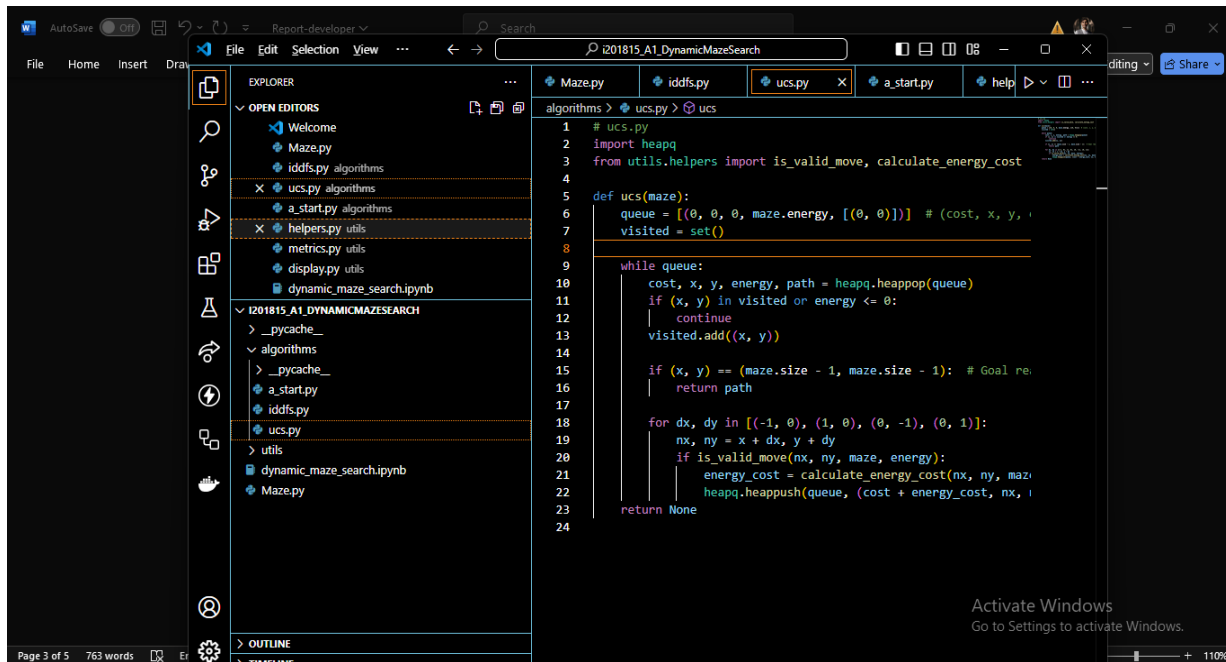 AutoSave Off Report-developer Search
File Home Insert Draw diting Share
File Edit Selection View ··· i201815_A1_DynamicMazeSearch
EXPLORER ···
OPEN EDITORS
Welcome
Maze.py
iddfs.py algorithms
ucs.py algorithms
a_start.py algorithms
helpers.py utils
metrics.py utils
display.py utils
dynamic_maze_search.ipynb
I201815_A1_DYNAMICMAZESEARCH
__pycache__
algorithms
__pycache__
a_start.py
iddfs.py
ucs.py
utils
dynamic_maze_search.ipynb
Maze.py
OUTLINE
TIMELINE
Maze.py iddfs.py ucs.py a_start.py help ···
algorithms > ucs.py > ucs
1 # ucs.py
2 import heapq
3 from utils.helpers import is_valid_move, calculate_energy_cost
4
5 def ucs(maze):
6 queue = [(0, 0, 0, maze.energy, [(0, 0)])] # (cost, x, y,
7 visited = set()
8
9 while queue:
10 cost, x, y, energy, path = heapq.heappop(queue)
11 if (x, y) in visited or energy <= 0:
12 continue
13 visited.add((x, y))
14
15 if (x, y) == (maze.size - 1, maze.size - 1): # Goal re
16 return path
17
18 for dx, dy in [(-1, 0), (1, 0), (0, -1), (0, 1)]:
19 nx, ny = x + dx, y + dy
20 if is_valid_move(nx, ny, maze, energy):
21 energy_cost = calculate_energy_cost(nx, ny, maz
22 heapq.heappush(queue, (cost + energy_cost, nx,
23 return None
24
Activate Windows
Go to Settings to activate Windows.
Page 3 of 5 763 words 110%